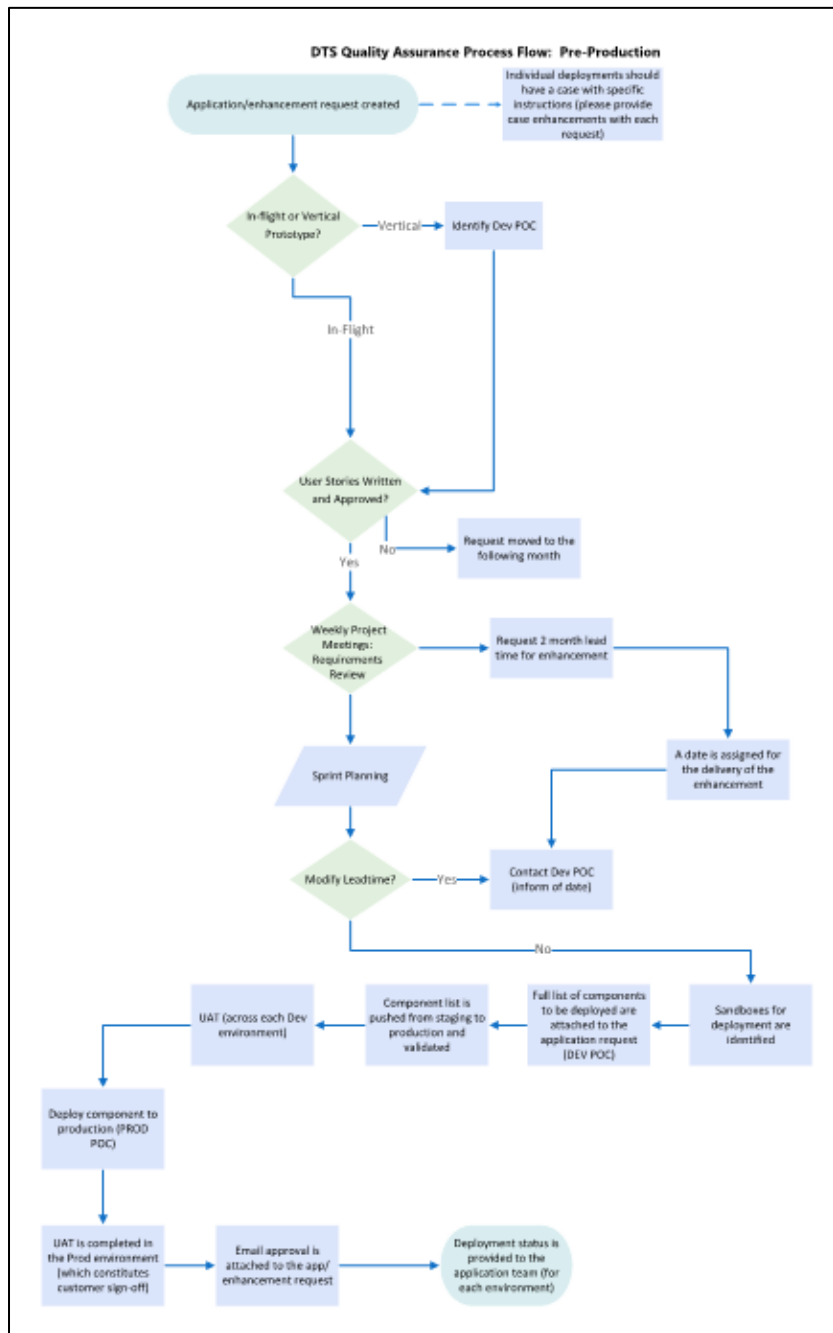 DTS Quality Assurance Process Flow: Pre-Production
Application/enhancement request created
Individual deployments should
have a case with specific
instructions (please provide
case enhancements with each
request)
In-flight or Vertical
Prototype?
Vertical
Identify Dev POC
In-Flight
User Stories Written
and Approved?
No
Request moved to the
following month
Yes
Weekly Project
Meetings:
Requirements
Review
Request 2 month lead
time for enhancement
A date is assigned for
the delivery of the
enhancement
Sprint Planning
Modify Leadtime?
Yes
Contact Dev POC
(inform of date)
No
Sandboxes for
deployment are
identified
Full list of components
to be deployed are
attached to the
application request
(DEV POC)
Component list is
pushed from staging to
production and
validated
UAT (across each Dev
environment)
Deploy component to
production (PROD
POC)
UAT is completed in
the Prod environment
(which constitutes
customer sign-off)
Email approval is
attached to the app/
enhancement request
Deployment status is
provided to the
application team (for
each environment)